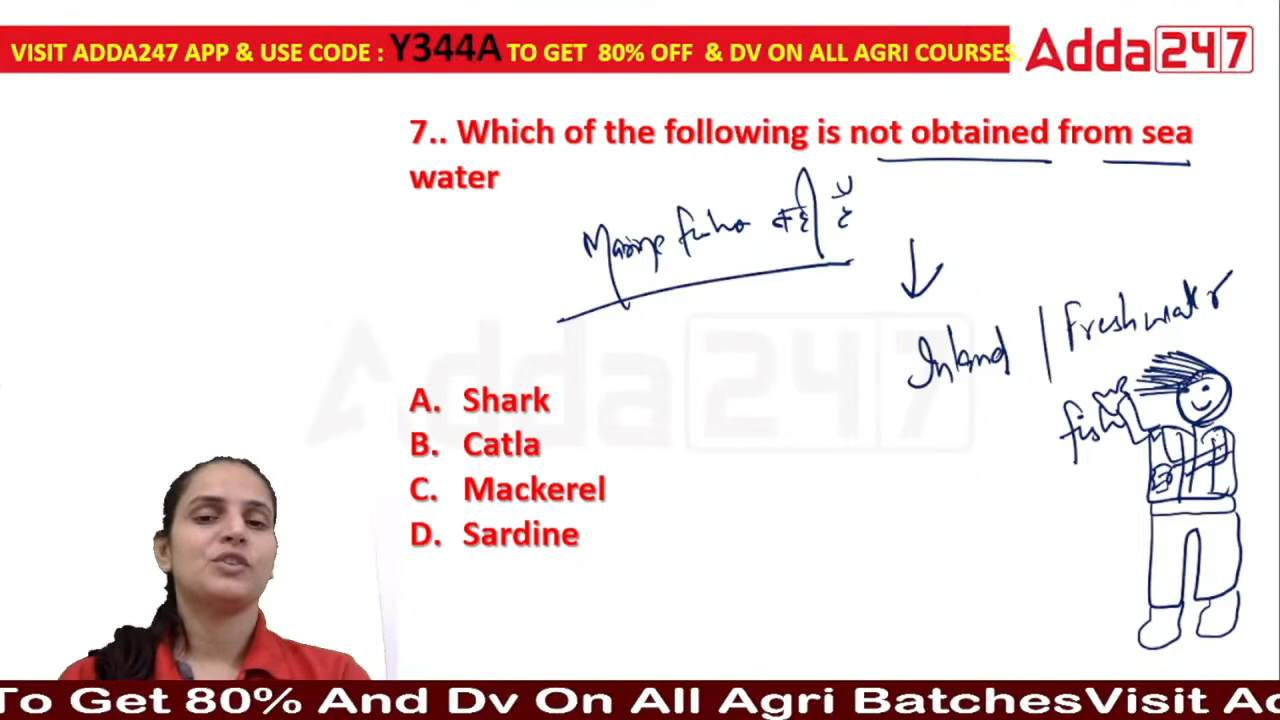 VISIT ADDA247 APP & USE CODE : Y344A TO GET 80% OFF & DV ON ALL AGRI COURSES.
Adda247
7.. Which of the following is not obtained from sea
water
Marine
नहीं है
Inland | Freshwater
A. Shark
B. Catla
C. Mackerel
D. Sardine
To Get 80% And Dv On All Agri BatchesVisit Ad